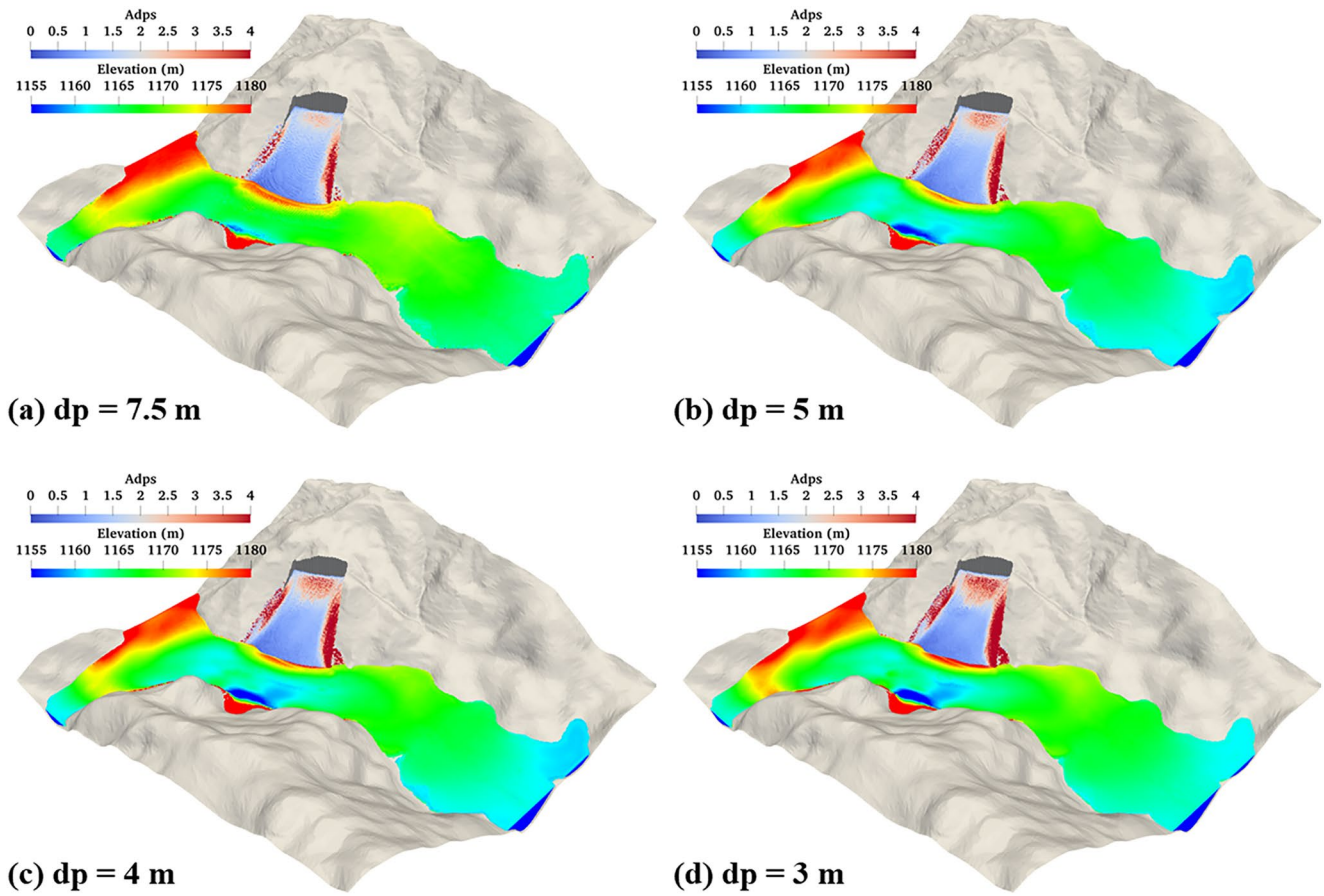 Adps
0 0.5 1 1.5 2 2.5 3 3.5 4
Elevation (m)
1155 1160 1165 1170 1175 1180
(a) dp = 7.5 m
Adps
0 0.5 1 1.5 2 2.5 3 3.5 4
Elevation (m)
1155 1160 1165 1170 1175 1180
(b) dp = 5 m
Adps
0 0.5 1 1.5 2 2.5 3 3.5 4
Elevation (m)
1155 1160 1165 1170 1175 1180
(c) dp = 4 m
Adps
0 0.5 1 1.5 2 2.5 3 3.5 4
Elevation (m)
1155 1160 1165 1170 1175 1180
(d) dp = 3 m